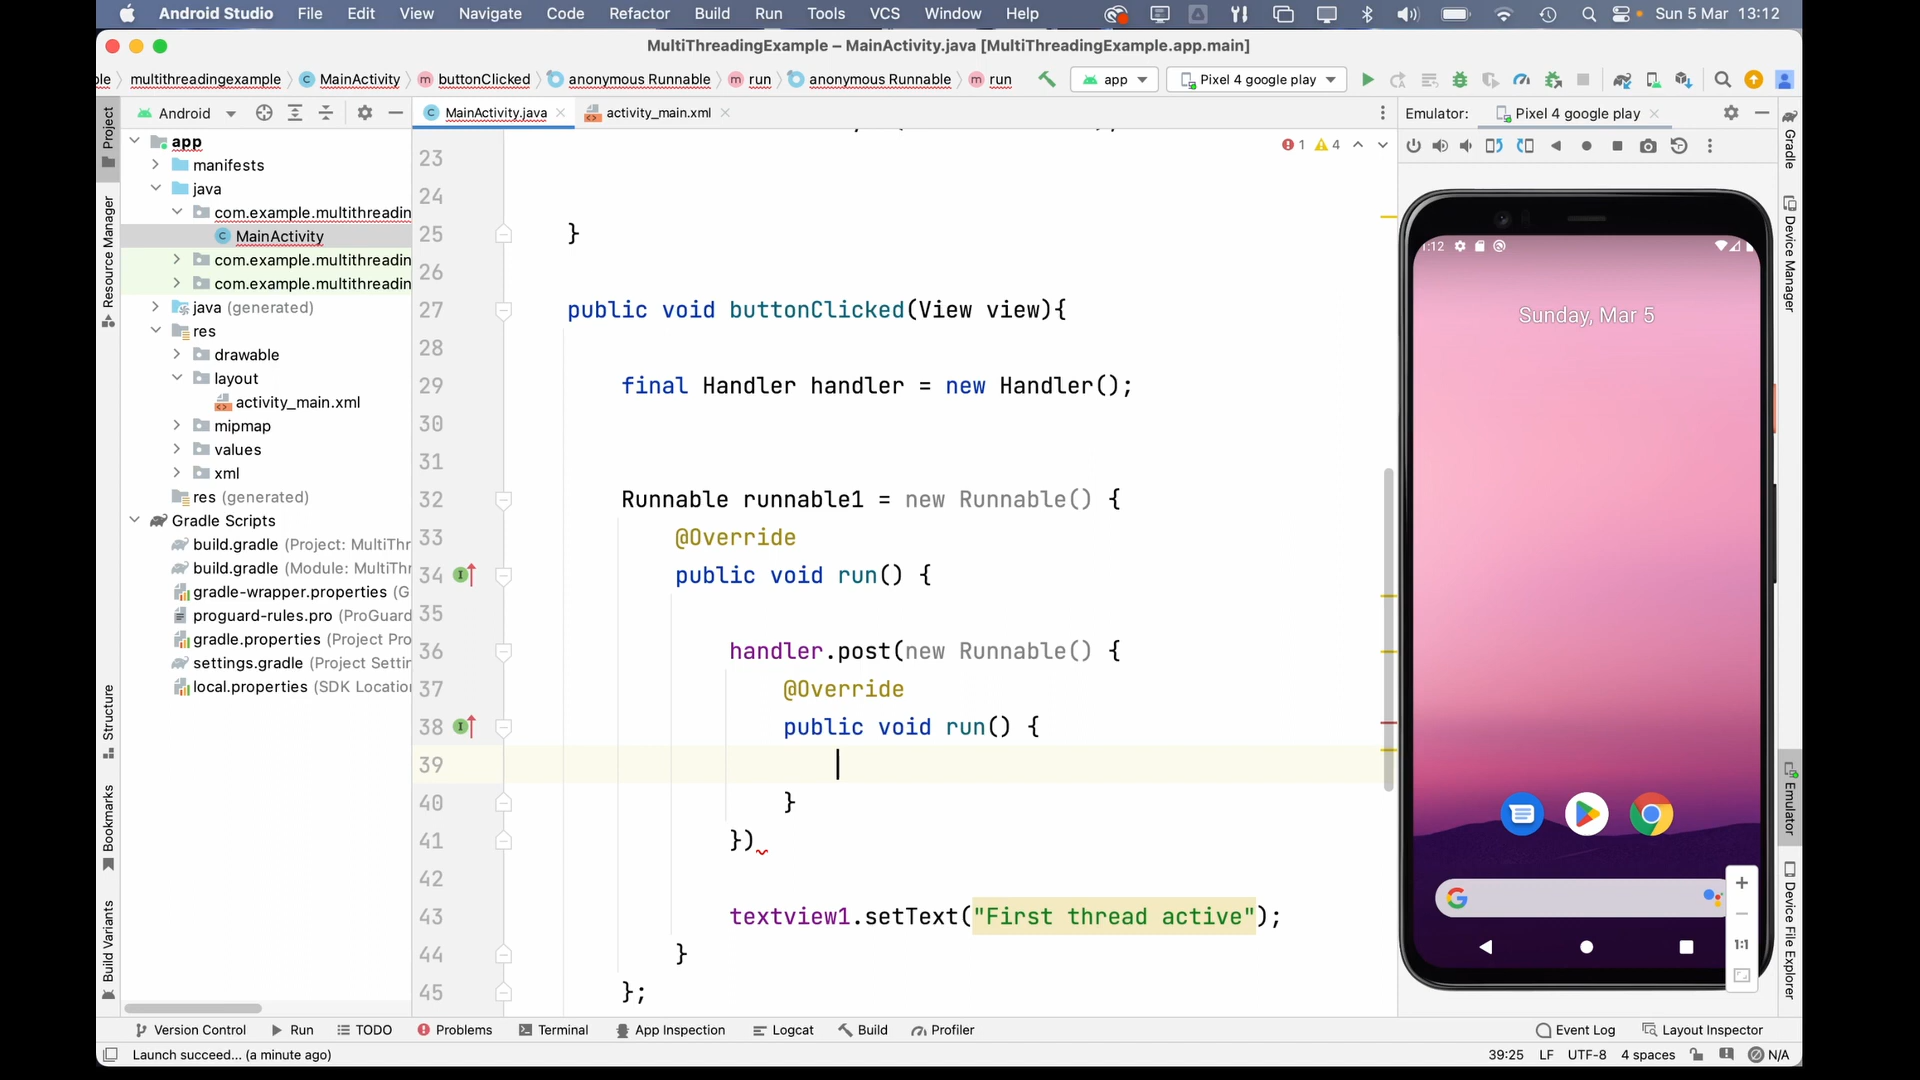 Android Studio File Edit View Navigate Code Refactor Build Run Tools VCS Window Help Sun 5 Mar 13:12
MultiThreadingExample – MainActivity.java [MultiThreadingExample.app.main]
ple multithreadingexample MainActivity buttonClicked anonymous Runnable run anonymous Runnable run app Pixel 4 google play
Android MainActivity.java activity_main.xml Emulator: Pixel 4 google play
Project
Resource Manager
Structure
Bookmarks
Build Variants
app
manifests
java
com.example.multithreadin
MainActivity
com.example.multithreadin
com.example.multithreadin
java (generated)
res
drawable
layout
activity_main.xml
mipmap
values
xml
res (generated)
Gradle Scripts
build.gradle (Project: MultiThr
build.gradle (Module: MultiThr
gradle-wrapper.properties (G
proguard-rules.pro (ProGuard
gradle.properties (Project Pro
settings.gradle (Project Settin
local.properties (SDK Locatio
1 4
23
24
25 }
26
27 public void buttonClicked(View view){
28
29 final Handler handler = new Handler();
30
31
32 Runnable runnable1 = new Runnable() {
33 @Override
34 public void run() {
35
36 handler.post(new Runnable() {
37 @Override
38 public void run() {
39
40 }
41 })
42
43 textview1.setText("First thread active");
44 }
45 };
:12
Sunday, Mar 5
G
1:1
Gradle
Device Manager
Emulator
Device File Explorer
Version Control Run TODO Problems Terminal App Inspection Logcat Build Profiler Event Log Layout Inspector
Launch succeed... (a minute ago) 39:25 LF UTF-8 4 spaces N/A